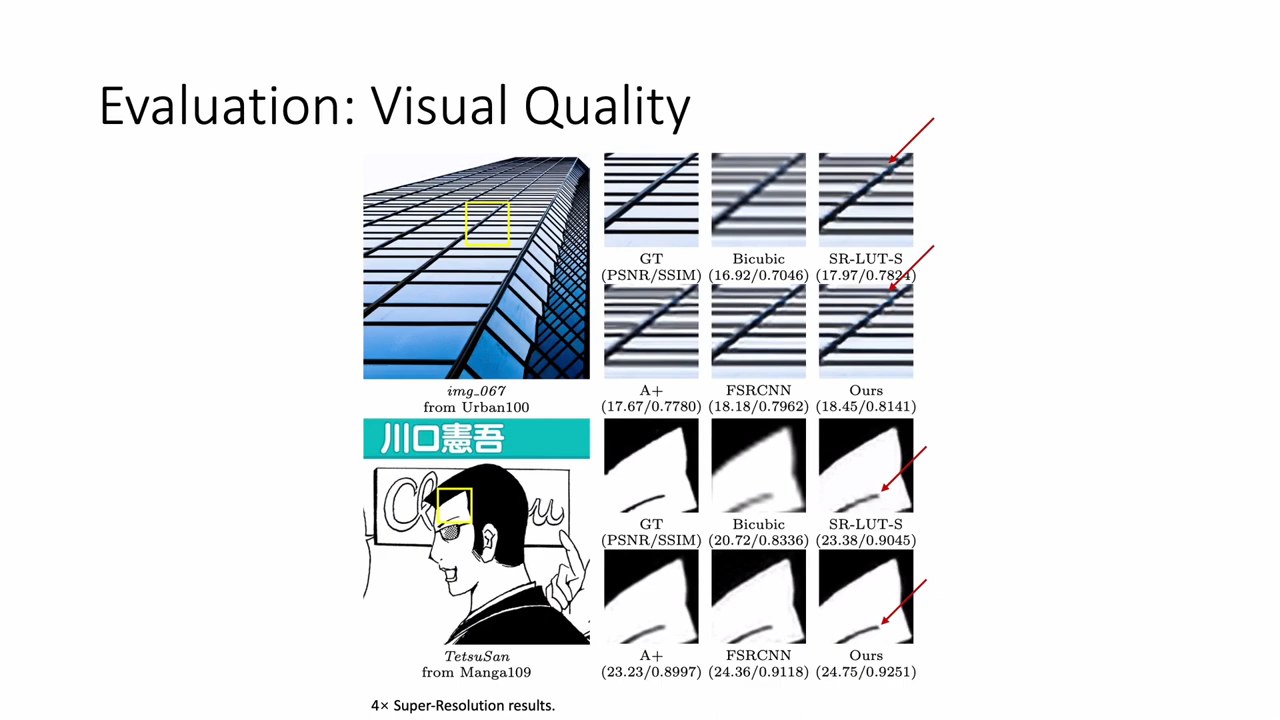 Evaluation: Visual Quality
GT
(PSNR/SSIM)
Bicubic
(16.92/0.7046)
SR-LUT-S
(17.97/0.7824)
img_067
from Urban100
A+
(17.67/0.7780)
FSRCNN
(18.18/0.7962)
Ours
(18.45/0.8141)
川口憲吾
GT
(PSNR/SSIM)
Bicubic
(20.72/0.8336)
SR-LUT-S
(23.38/0.9045)
TetsuSan
from Manga109
A+
(23.23/0.8997)
FSRCNN
(24.36/0.9118)
Ours
(24.75/0.9251)
4× Super-Resolution results.